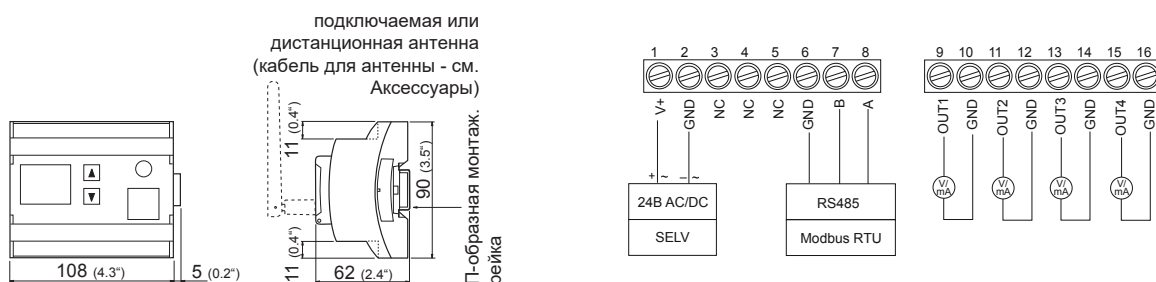 подключаемая или
дистанционная антенна
(кабель для антенны - см.
Аксессуары)
11 (0.4“)
90 (3.5“)
11 (0.4“)
П-образная монтаж.
рейка
108 (4.3“)
5 (0.2“)
62 (2.4“)
1 2 3 4 5 6 7 8
V+ GND NC NC NC GND B A
+ ~ – ~
24В AC/DC
SELV
RS485
Modbus RTU
9 10 11 12 13 14 15 16
OUT1 GND OUT2 GND OUT3 GND OUT4 GND
V/ V/ V/ V/
mA mA mA mA